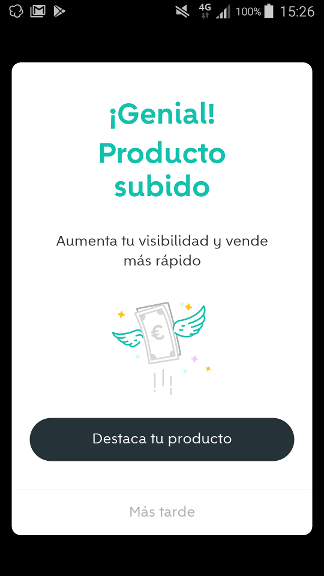 4G 100% 15:26
¡Genial!
Producto
subido
Aumenta tu visibilidad y vende
más rápido
€
Destaca tu producto
Más tarde